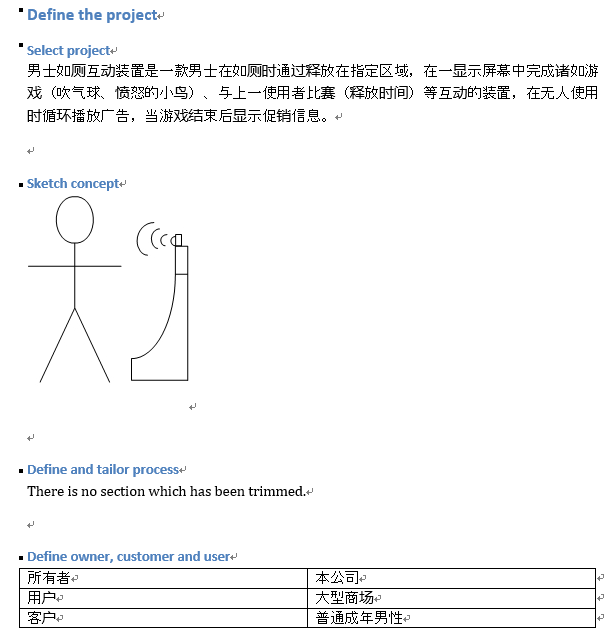 Define the project
Select project
男士如厕互动装置是一款男士在如厕时通过释放在指定区域，在一显示屏幕中完成诸如游
戏（吹气球、愤怒的小鸟）、与上一使用者比赛（释放时间）等互动的装置，在无人使用
时循环播放广告，当游戏结束后显示促销信息。
Sketch concept
Define and tailor process
There is no section which has been trimmed.
Define owner, customer and user
所有者 本公司
用户 大型商场
客户 普通成年男性